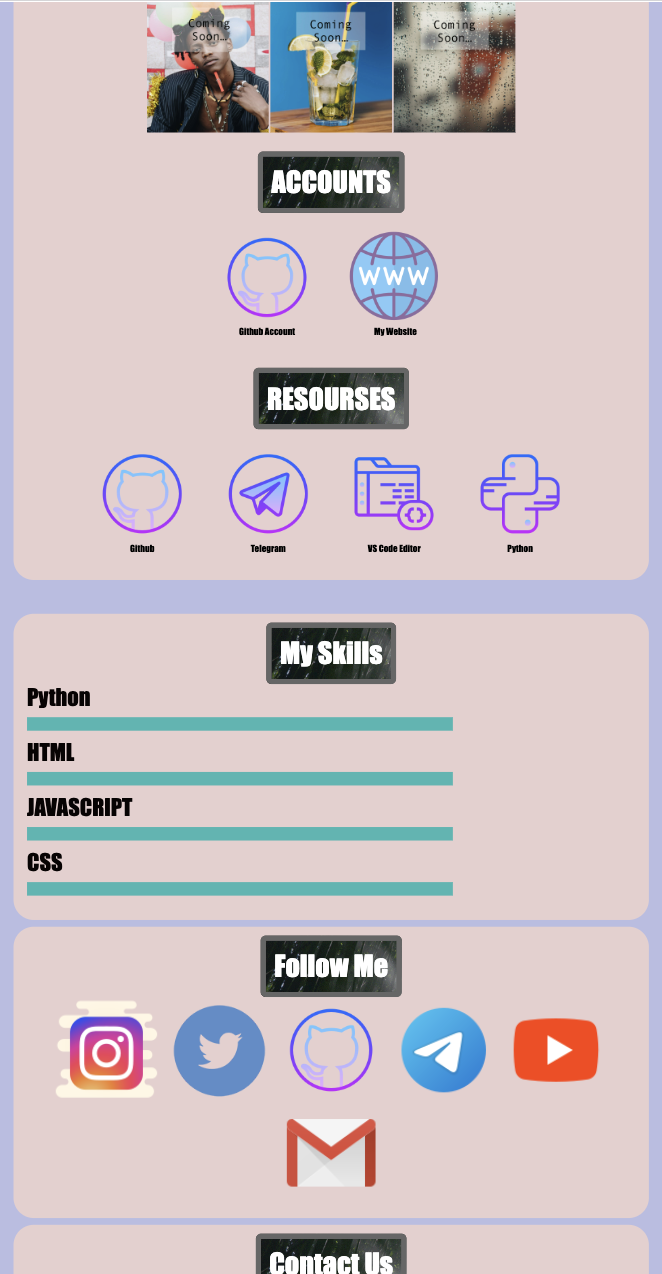 Coming
Soon...
Coming
Soon...
Coming
Soon...
ACCOUNTS
WWW
Github Account
My Website
RESOURSES
Github
Telegram
VS Code Editor
Python
My Skills
Python
HTML
JAVASCRIPT
CSS
Follow Me
Contact Us